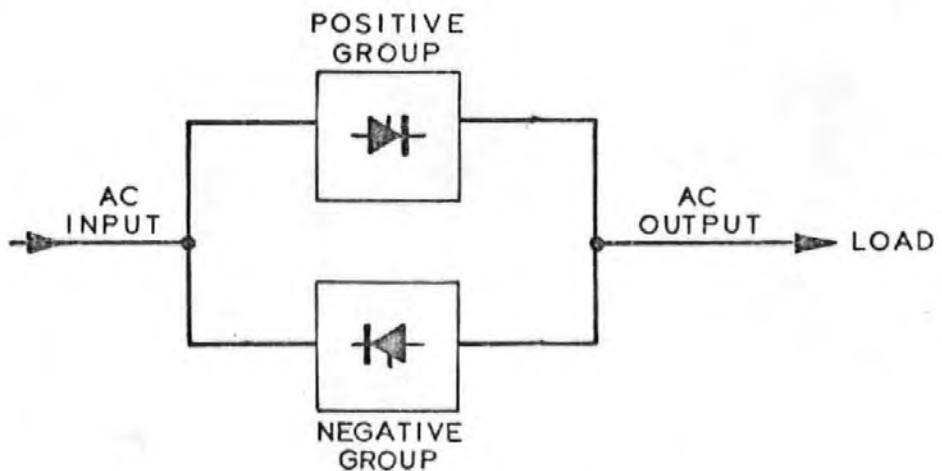 POSITIVE
GROUP
AC
INPUT
AC
OUTPUT
LOAD
NEGATIVE
GROUP